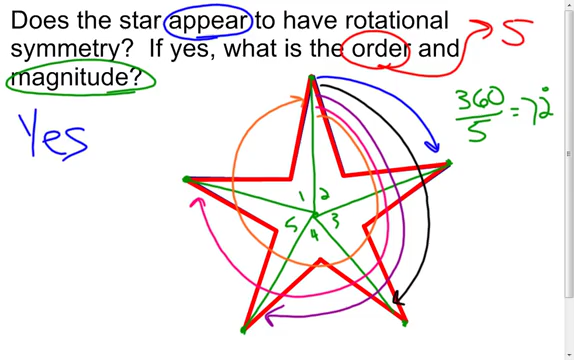 Does the star appear to have rotational
symmetry? If yes, what is the order and
magnitude?
5
360
5
= 72°
Yes
1 2
5 3
4